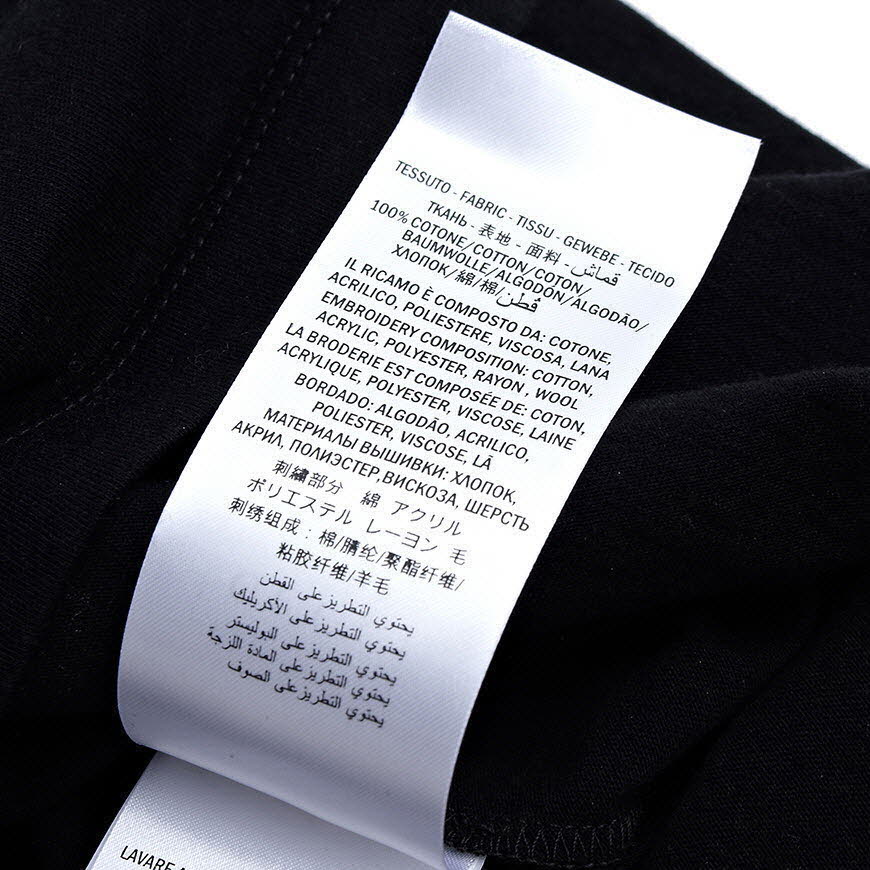 TESSUTO - FABRIC - TISSU - GEWEBE - TECIDO
ТКАНЬ - 表地 - 面料 - قماش
100% COTONE/COTTON/COTON/
BAUMWOLLE/ALGODÓN/ALGODÃO/
ХЛОПОК/綿/棉/قطن
IL RICAMO È COMPOSTO DA: COTONE,
ACRILICO, POLIESTERE, VISCOSA, LANA
EMBROIDERY COMPOSITION: COTTON,
ACRYLIC, POLYESTER, RAYON , WOOL
LA BRODERIE EST COMPOSÉE DE: COTON,
ACRYLIQUE, POLYESTER, VISCOSE, LAINE
BORDADO: ALGODÃO, ACRILICO,
POLIESTER, VISCOSE, LÃ
МАТЕРИАЛЫ ВЫШИВКИ: ХЛОПОК,
АКРИЛ, ПОЛИЭСТЕР,ВИСКОЗА, ШЕРСТЬ
刺繍部分 綿 アクリル
ポリエステル レーヨン 毛
刺绣组成：棉/腈纶/聚酯纤维/
粘胶纤维/羊毛
يحتوي التطريز على القطن
يحتوي التطريز على الأكريليك
يحتوي التطريز على البوليستر
يحتوي التطريز على المادة اللزجة
يحتوي التطريز على الصوف
LAVARE